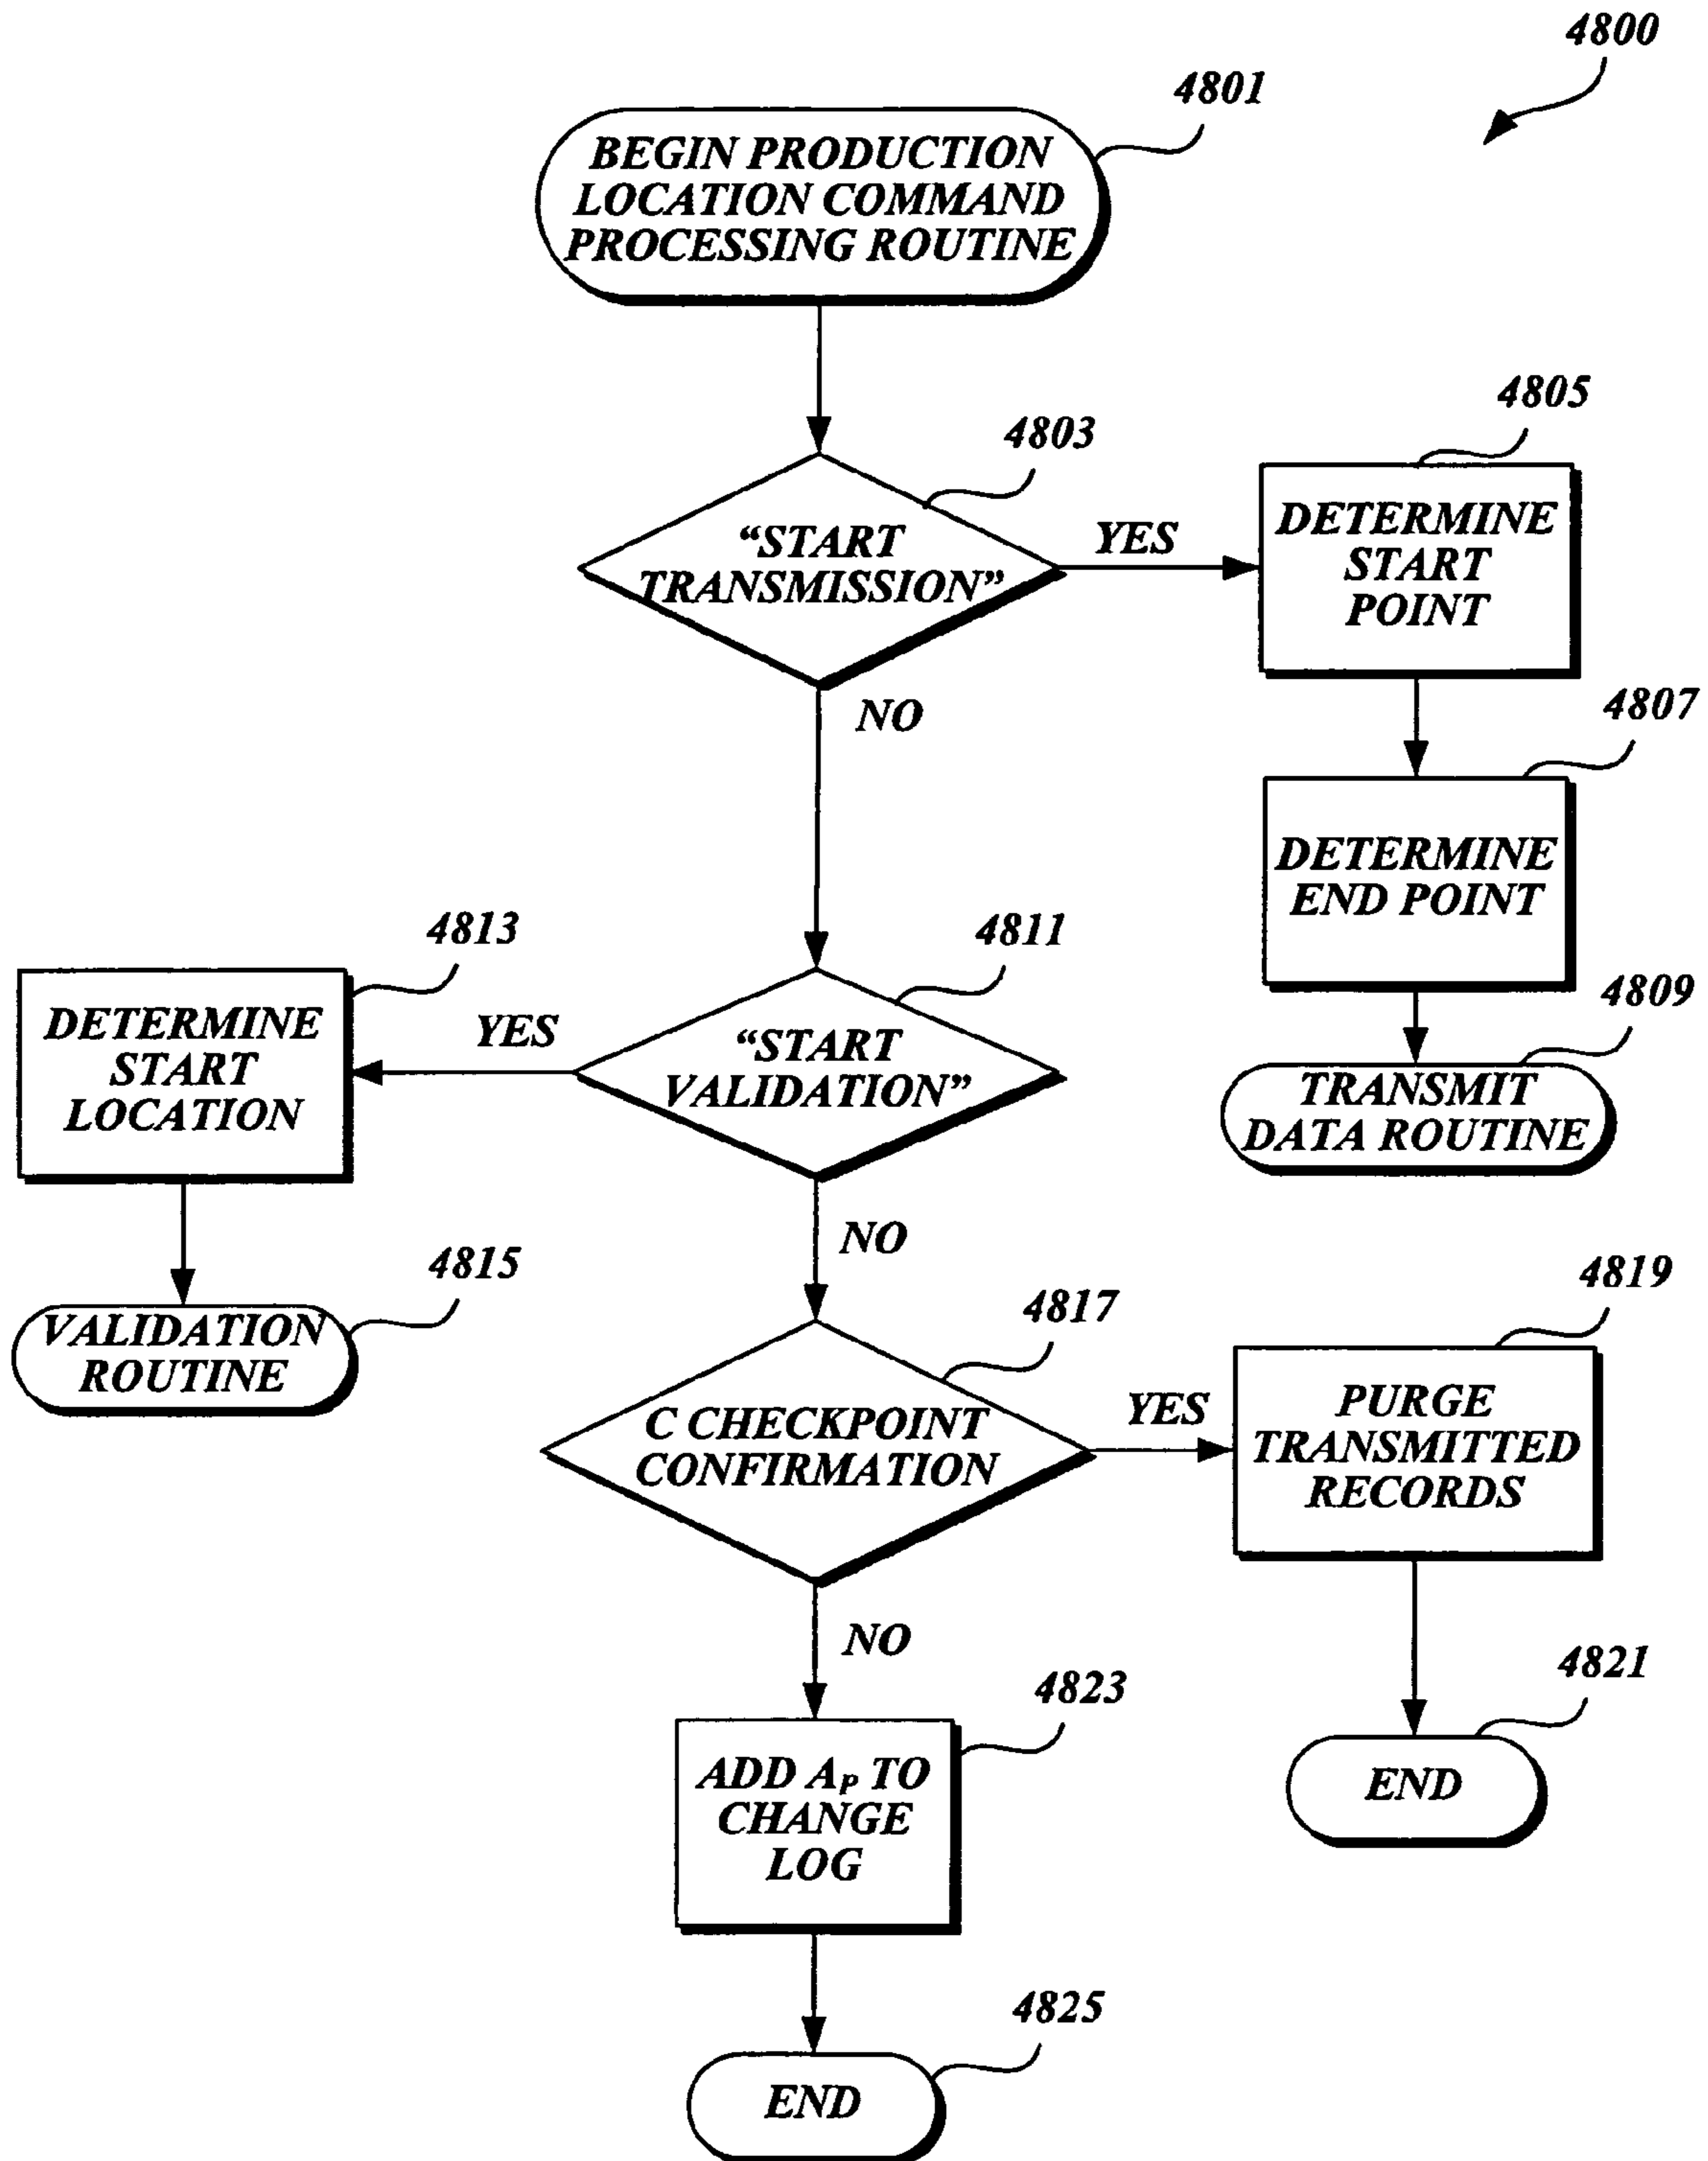 4800
4801
BEGIN PRODUCTION
LOCATION COMMAND
PROCESSING ROUTINE
4803
“START
TRANSMISSION”
YES
4805
DETERMINE
START
POINT
NO
4807
DETERMINE
END POINT
4809
TRANSMIT
DATA ROUTINE
4811
“START
VALIDATION”
YES
4813
DETERMINE
START
LOCATION
4815
VALIDATION
ROUTINE
NO
4817
C CHECKPOINT
CONFIRMATION
YES
4819
PURGE
TRANSMITTED
RECORDS
4821
END
NO
4823
ADD AP TO
CHANGE
LOG
4825
END